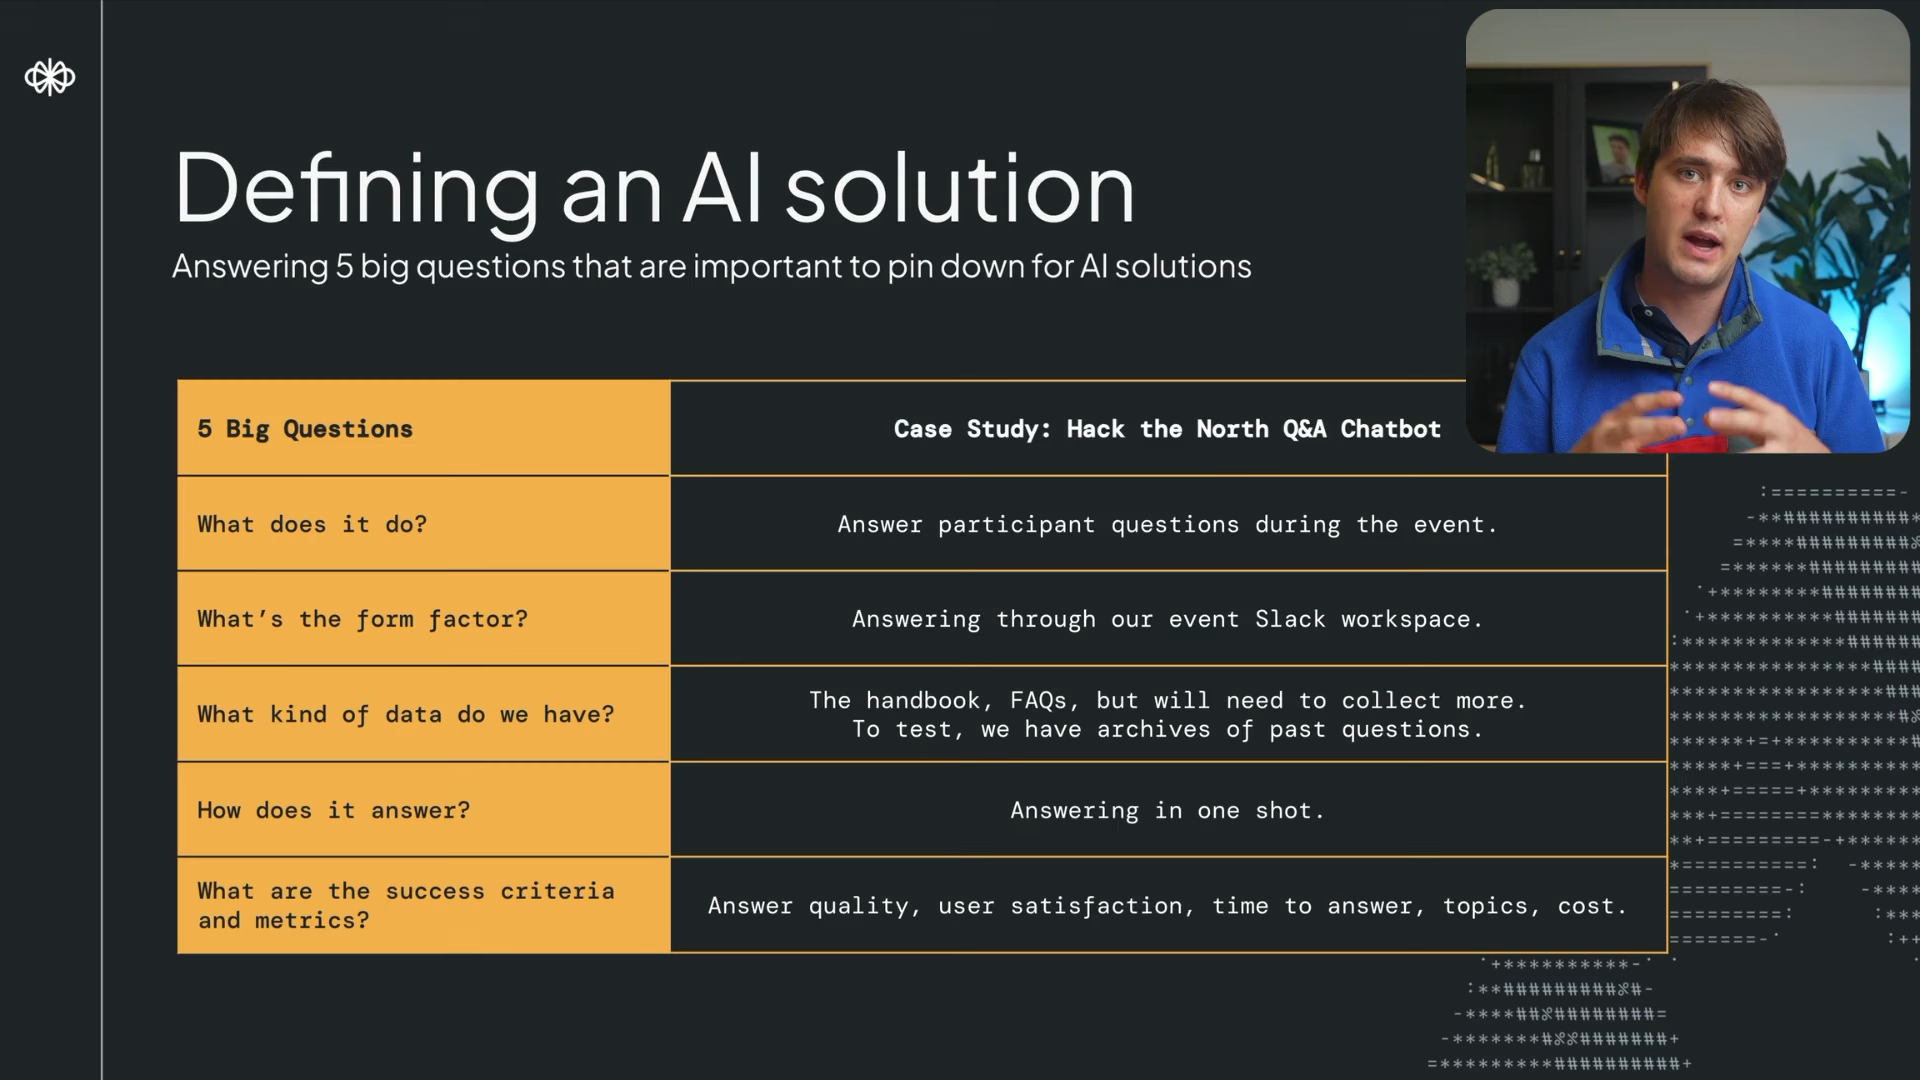 Defining an AI solution
Answering 5 big questions that are important to pin down for AI solutions
5 Big Questions
Case Study: Hack the North Q&A Chatbot
What does it do?
Answer participant questions during the event.
What’s the form factor?
Answering through our event Slack workspace.
What kind of data do we have?
The handbook, FAQs, but will need to collect more.
To test, we have archives of past questions.
How does it answer?
Answering in one shot.
What are the success criteria
and metrics?
Answer quality, user satisfaction, time to answer, topics, cost.